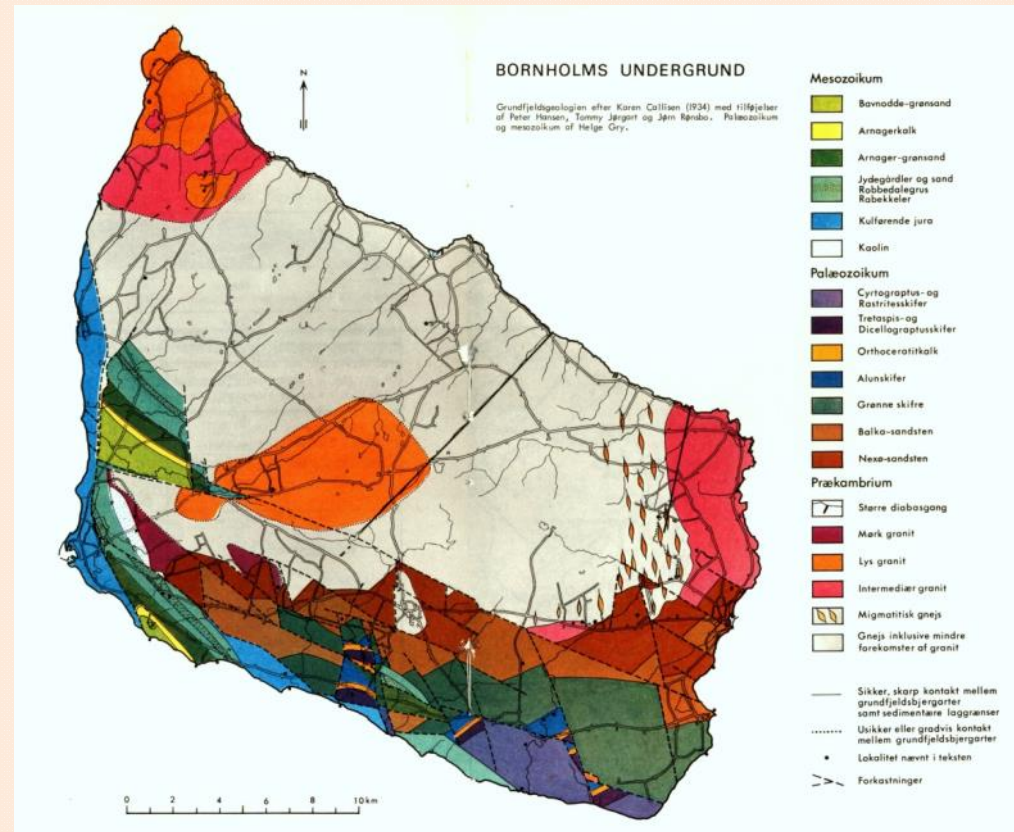 BORNHOLMS UNDERGRUND
Grundfjeldsgeologien efter Karen Callisen (1934) med tilføjelser
af Peter Hansen, Tommy Jørgart og Jørn Rønsbo. Palæozoikum
og mesozoikum af Helge Gry.
N
Mesozoikum
Bavnodde-grønsand
Arnagerkalk
Arnager-grønsand
Jydegårdler og sand
Robbedalegrus
Rabekkeler
Kulførende jura
Kaolin
Palæozoikum
Cyrtograptus- og
Rastritesskifer
Tretaspis- og
Dicellograptusskifer
Orthoceratitkalk
Alunskifer
Grønne skifre
Balka-sandsten
Nexø-sandsten
Prækambrium
Større diabasgang
Mørk granit
Lys granit
Intermediær granit
Migmatitisk gnejs
Gnejs inklusive mindre
forekomster af granit
Sikker, skarp kontakt mellem
grundfjeldsbjergarter
samt sedimentære laggrænser
Usikker eller gradvis kontakt
mellem grundfjeldsbjergarter
Lokalitet nævnt i teksten
Forkastninger
0 2 4 6 8 10 km